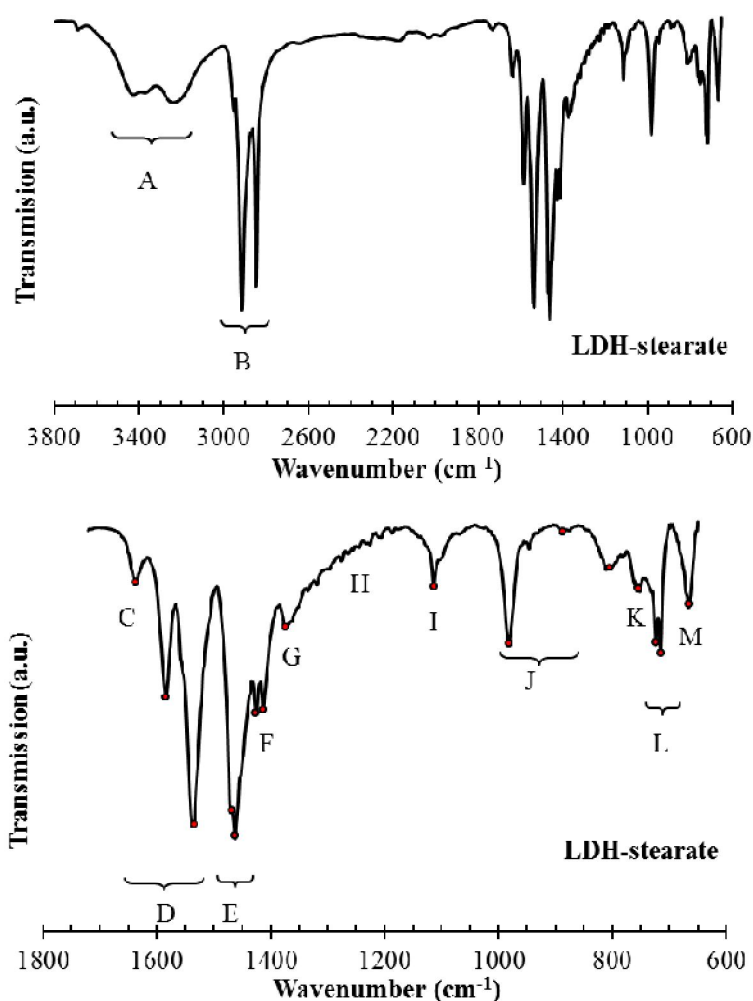 Transmision (a.u.)
A
B
LDH-stearate
3800 3400 3000 2600 2200 1800 1400 1000 600
Wavenumber (cm-1)
Transmission (a.u.)
C
D
E
F
G
H
I
J
K
L
M
LDH-stearate
1800 1600 1400 1200 1000 800 600
Wavenumber (cm-1)